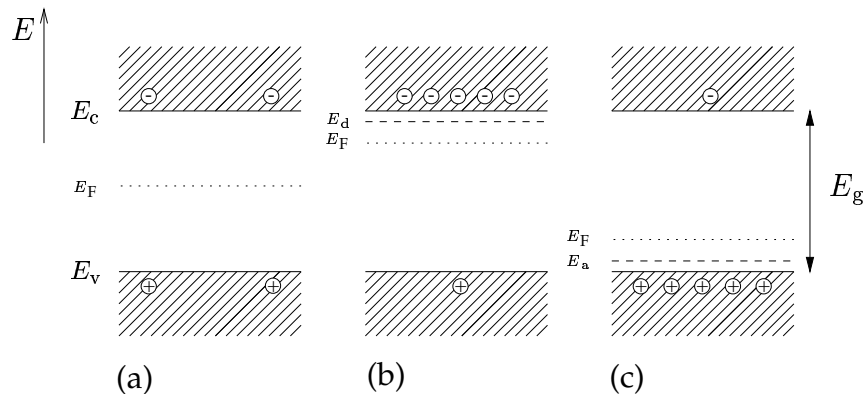 E
E_c
E_F
E_v
(a)
- -
+ +
E_d
E_F
(b)
- - - - -
+
E_F
E_a
(c)
-
+ + + + +
E_g